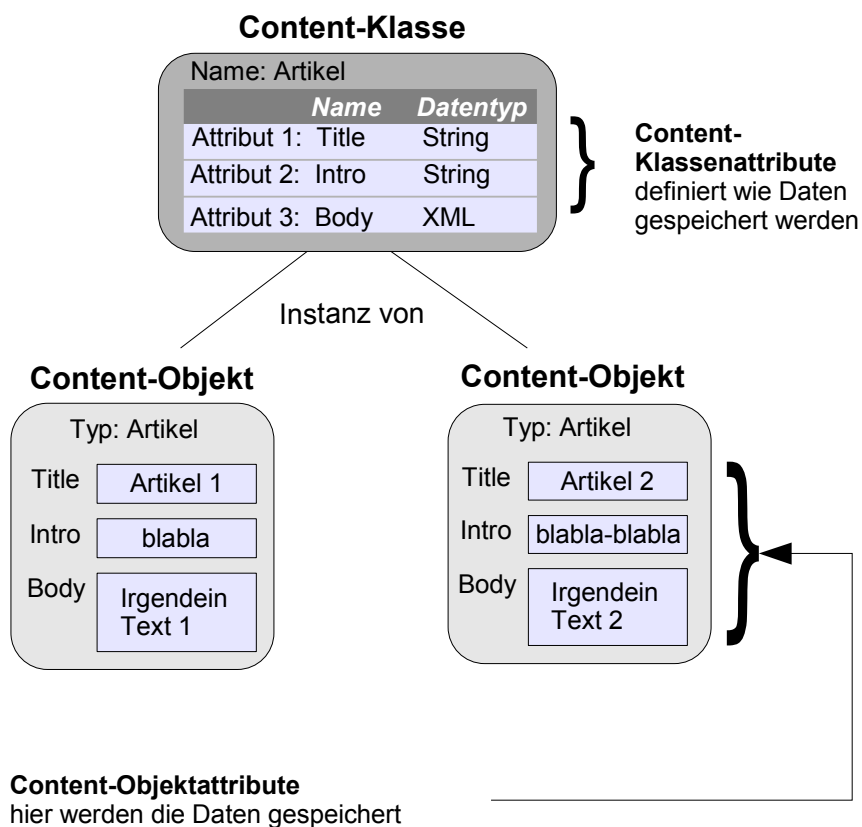 Content-Klasse
Name: Artikel
Name Datentyp
Attribut 1: Title String
Attribut 2: Intro String
Attribut 3: Body XML
Content-
Klassenattribute
definiert wie Daten
gespeichert werden
Instanz von
Content-Objekt
Typ: Artikel
Title Artikel 1
Intro blabla
Body Irgendein
Text 1
Content-Objekt
Typ: Artikel
Title Artikel 2
Intro blabla-blabla
Body Irgendein
Text 2
Content-Objektattribute
hier werden die Daten gespeichert